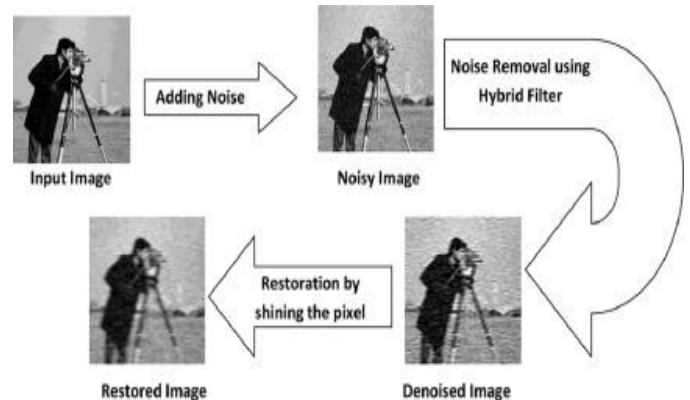 Adding Noise
Noise Removal using
Hybrid Filter
Input Image
Noisy Image
Restoration by
shining the pixel
Restored Image
Denoised Image